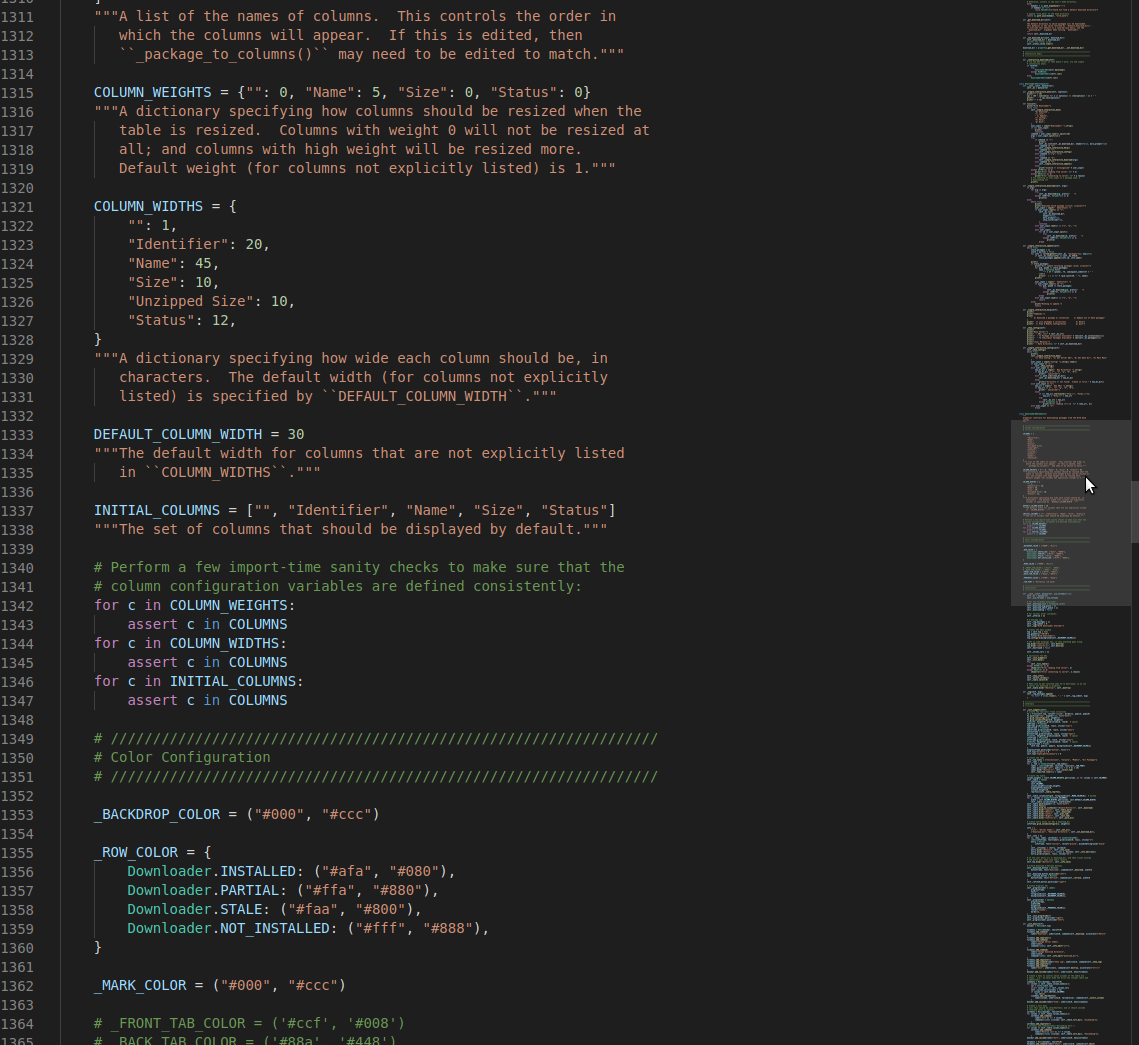 1310 ]
1311 """A list of the names of columns.  This controls the order in
1312 which the columns will appear.  If this is edited, then
1313 ``_package_to_columns()`` may need to be edited to match."""
1314
1315 COLUMN_WEIGHTS = {"": 0, "Name": 5, "Size": 0, "Status": 0}
1316 """A dictionary specifying how columns should be resized when the
1317 table is resized.  Columns with weight 0 will not be resized at
1318 all; and columns with high weight will be resized more.
1319 Default weight (for columns not explicitly listed) is 1."""
1320
1321 COLUMN_WIDTHS = {
1322 "": 1,
1323 "Identifier": 20,
1324 "Name": 45,
1325 "Size": 10,
1326 "Unzipped Size": 10,
1327 "Status": 12,
1328 }
1329 """A dictionary specifying how wide each column should be, in
1330 characters.  The default width (for columns not explicitly
1331 listed) is specified by ``DEFAULT_COLUMN_WIDTH``."""
1332
1333 DEFAULT_COLUMN_WIDTH = 30
1334 """The default width for columns that are not explicitly listed
1335 in ``COLUMN_WIDTHS``."""
1336
1337 INITIAL_COLUMNS = ["", "Identifier", "Name", "Size", "Status"]
1338 """The set of columns that should be displayed by default."""
1339
1340 # Perform a few import-time sanity checks to make sure that the
1341 # column configuration variables are defined consistently:
1342 for c in COLUMN_WEIGHTS:
1343 assert c in COLUMNS
1344 for c in COLUMN_WIDTHS:
1345 assert c in COLUMNS
1346 for c in INITIAL_COLUMNS:
1347 assert c in COLUMNS
1348
1349 # /////////////////////////////////////////////////////////////////
1350 # Color Configuration
1351 # /////////////////////////////////////////////////////////////////
1352
1353 _BACKDROP_COLOR = ("#000", "#ccc")
1354
1355 _ROW_COLOR = {
1356 Downloader.INSTALLED: ("#afa", "#080"),
1357 Downloader.PARTIAL: ("#ffa", "#880"),
1358 Downloader.STALE: ("#faa", "#800"),
1359 Downloader.NOT_INSTALLED: ("#fff", "#888"),
1360 }
1361
1362 _MARK_COLOR = ("#000", "#ccc")
1363
1364 # _FRONT_TAB_COLOR = ('#ccf', '#008')
1365 # _BACK_TAB_COLOR = ('#88a', '#448')